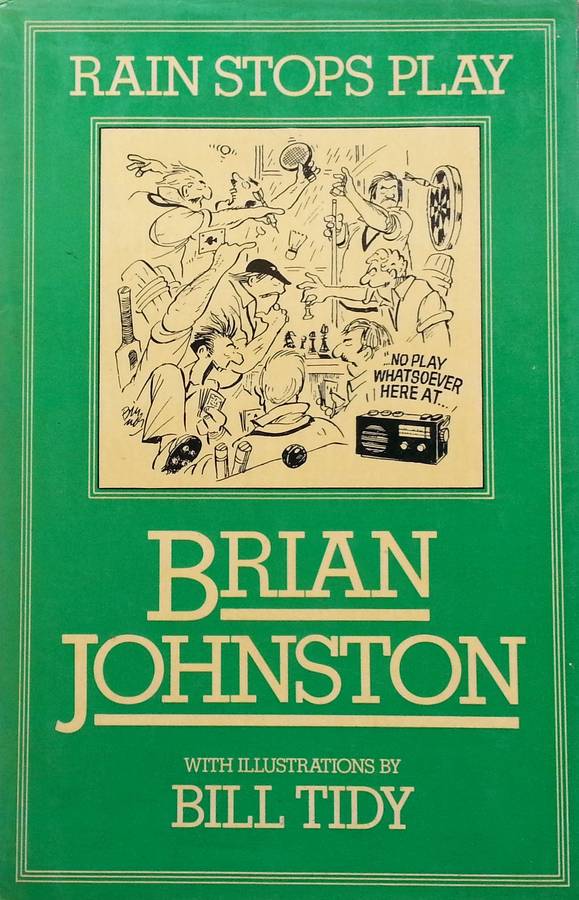 RAIN STOPS PLAY
..NO PLAY
WHATSOEVER
HERE AT...
BRIAN
JOHNSTON
WITH ILLUSTRATIONS BY
BILL TIDY